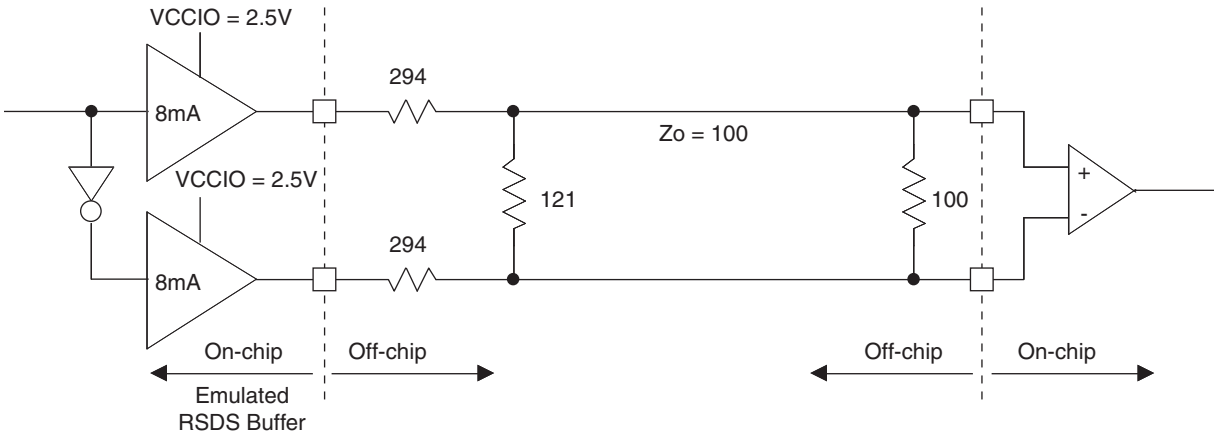 VCCIO = 2.5V
8mA
294
Zo = 100
VCCIO = 2.5V
121
100
+
-
294
8mA
On-chip
Off-chip
Off-chip
On-chip
Emulated
RSDS Buffer